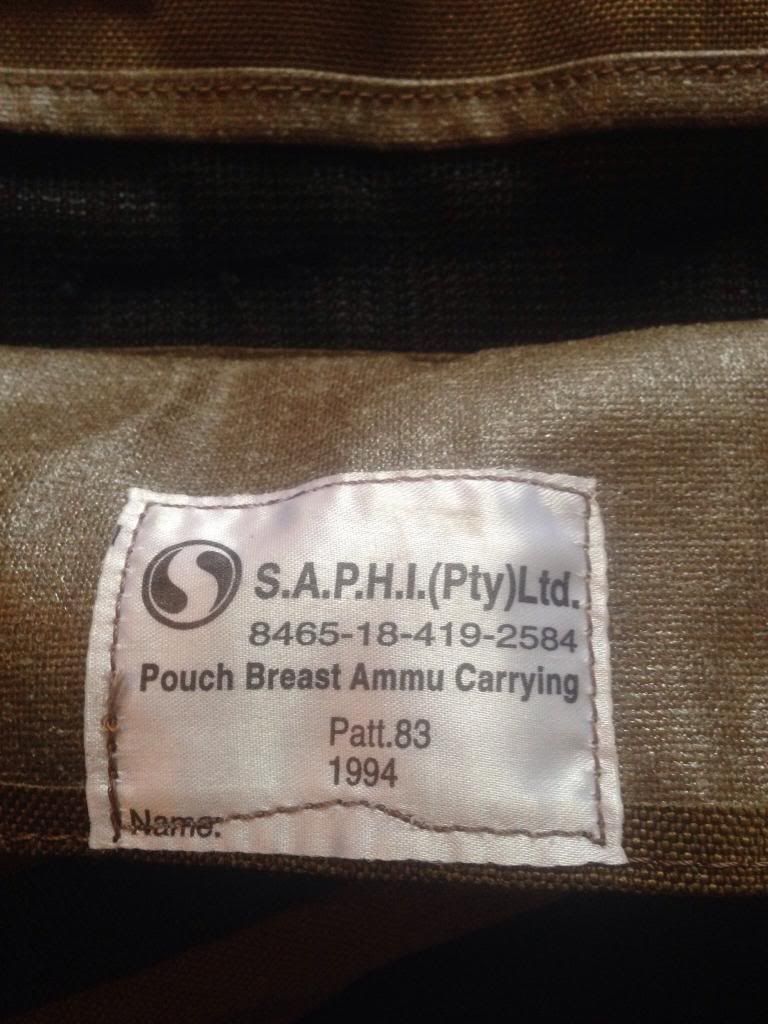 S.A.P.H.I.(Pty)Ltd.
8465-18-419-2584
Pouch Breast Ammu Carrying
Patt.83
1994
Name: